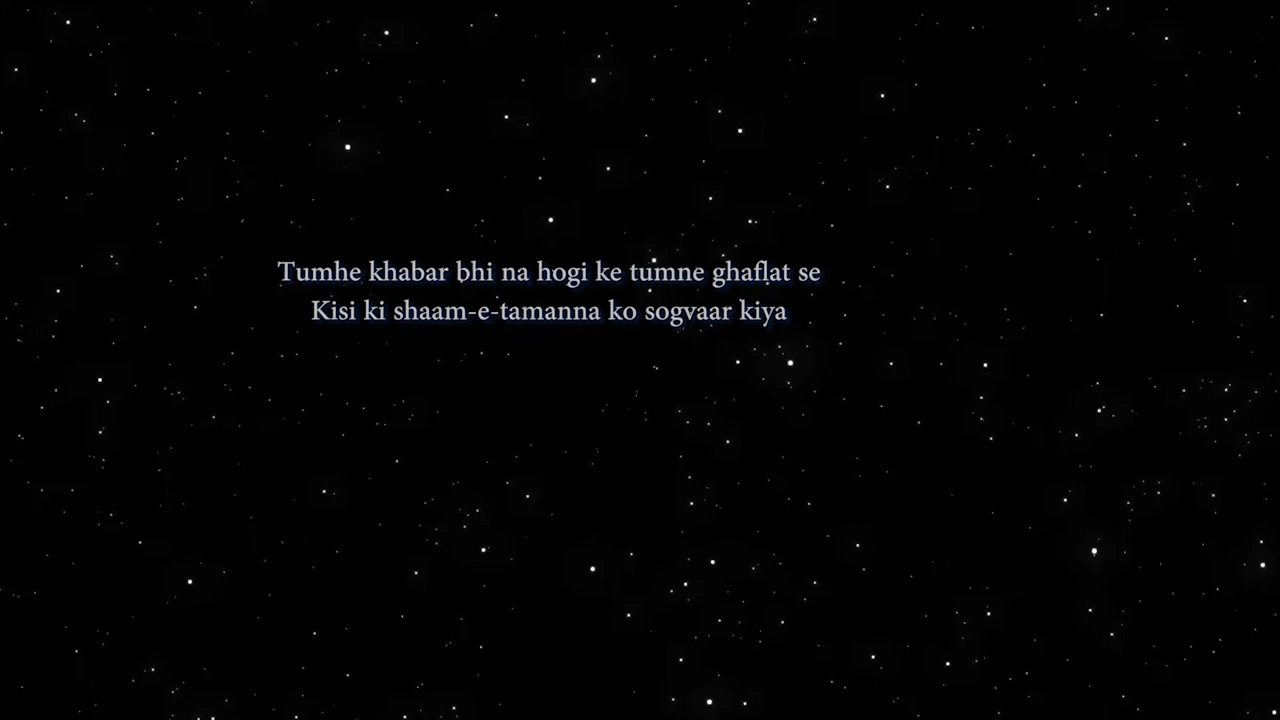 Tumhe khabar bhi na hogi ke tumne ghaflat se
Kisi ki shaam-e-tamanna ko sogvaar kiya